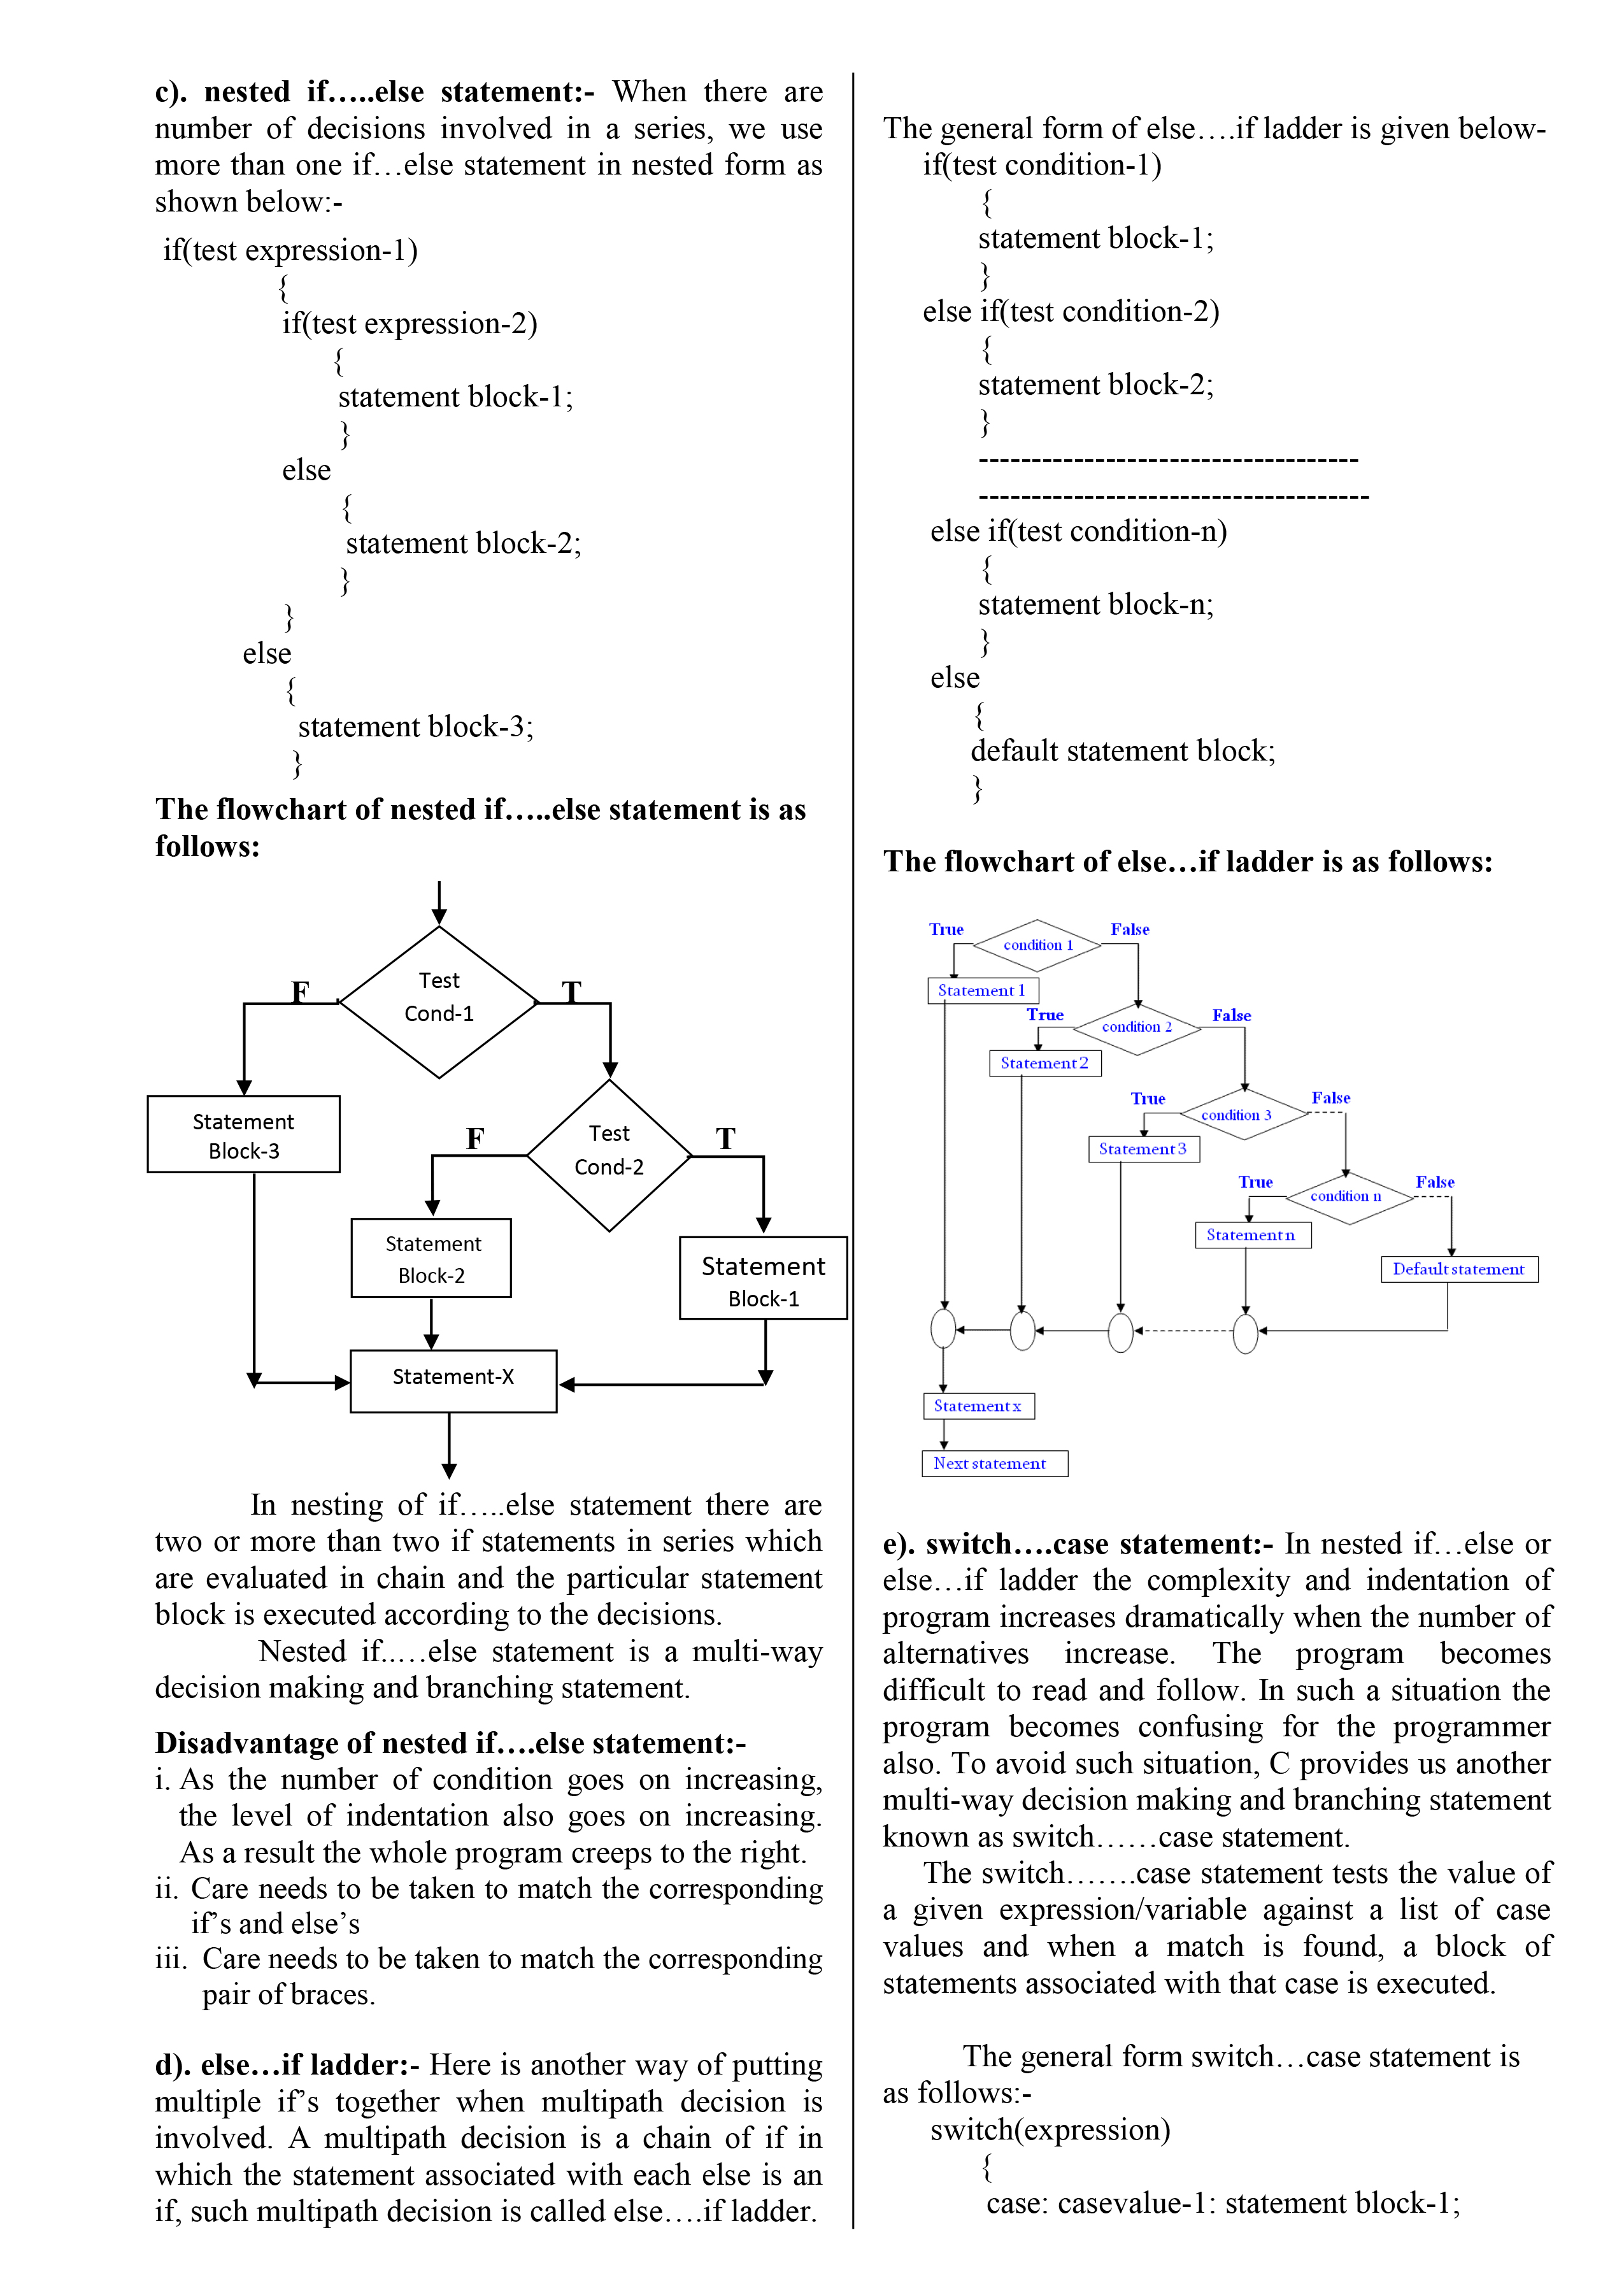 c). nested if…..else statement:- When there are
number of decisions involved in a series, we use
more than one if…else statement in nested form as
shown below:-
if(test expression-1)
{
if(test expression-2)
{
statement block-1;
}
else
{
statement block-2;
}
}
else
{
statement block-3;
}
The flowchart of nested if…..else statement is as
follows:
Test
Cond-1
F
T
Statement
Block-3
Test
Cond-2
F
T
Statement
Block-2
Statement
Block-1
Statement-X
In nesting of if…..else statement there are
two or more than two if statements in series which
are evaluated in chain and the particular statement
block is executed according to the decisions.
Nested if..…else statement is a multi-way
decision making and branching statement.
Disadvantage of nested if….else statement:-
i. As the number of condition goes on increasing,
the level of indentation also goes on increasing.
As a result the whole program creeps to the right.
ii. Care needs to be taken to match the corresponding
if’s and else’s
iii. Care needs to be taken to match the corresponding
pair of braces.
d). else…if ladder:- Here is another way of putting
multiple if’s together when multipath decision is
involved. A multipath decision is a chain of if in
which the statement associated with each else is an
if, such multipath decision is called else….if ladder.
The general form of else….if ladder is given below-
if(test condition-1)
{
statement block-1;
}
else if(test condition-2)
{
statement block-2;
}
------------------------------------
-------------------------------------
else if(test condition-n)
{
statement block-n;
}
else
{
default statement block;
}
The flowchart of else…if ladder is as follows:
True
condition 1
False
Statement 1
True
condition 2
False
Statement 2
True
condition 3
False
Statement 3
True
condition n
False
Statement n
Default statement
Statement x
Next statement
e). switch….case statement:- In nested if…else or
else…if ladder the complexity and indentation of
program increases dramatically when the number of
alternatives increase. The program becomes
difficult to read and follow. In such a situation the
program becomes confusing for the programmer
also. To avoid such situation, C provides us another
multi-way decision making and branching statement
known as switch……case statement.
The switch…….case statement tests the value of
a given expression/variable against a list of case
values and when a match is found, a block of
statements associated with that case is executed.
The general form switch…case statement is
as follows:-
switch(expression)
{
case: casevalue-1: statement block-1;